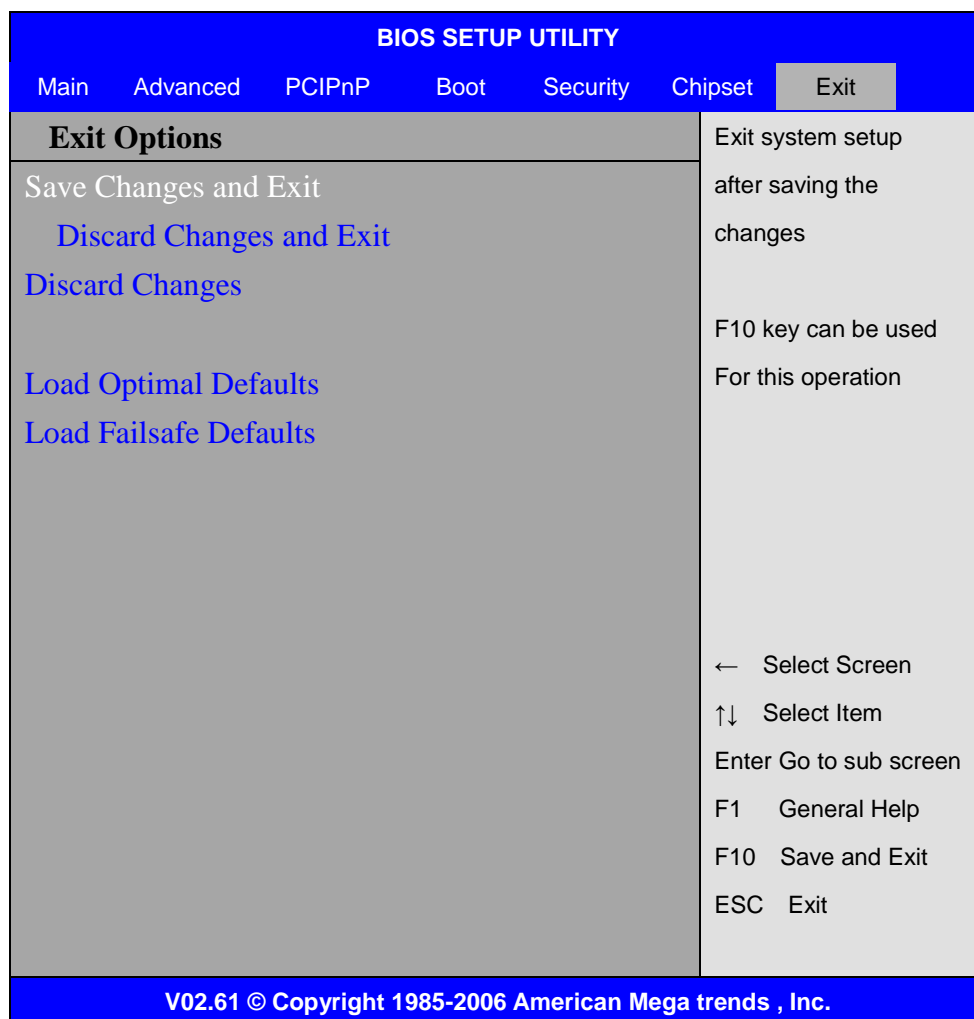 BIOS SETUP UTILITY
Main Advanced PCIPnP Boot Security Chipset Exit
Exit Options
Save Changes and Exit
Discard Changes and Exit
Discard Changes
Load Optimal Defaults
Load Failsafe Defaults
Exit system setup
after saving the
changes
F10 key can be used
For this operation
← Select Screen
↑↓ Select Item
Enter Go to sub screen
F1 General Help
F10 Save and Exit
ESC Exit
V02.61 © Copyright 1985-2006 American Mega trends , Inc.